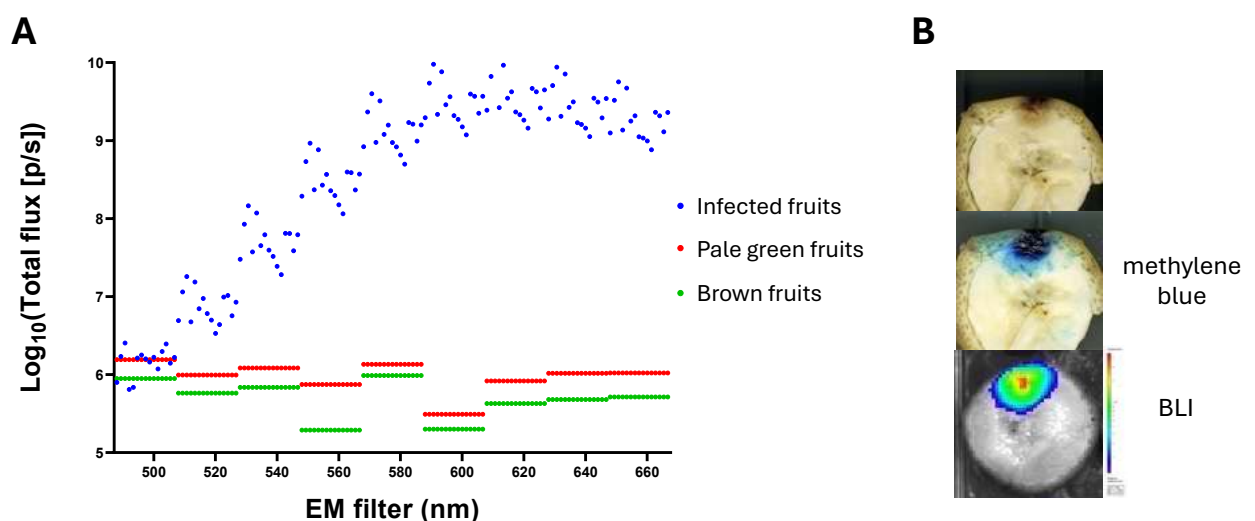 A
B
Log10(Total flux [p/s])
10
9
8
7
6
5
500
520
540
560
580
600
620
640
660
EM filter (nm)
Infected fruits
Pale green fruits
Brown fruits
methylene
blue
BLI